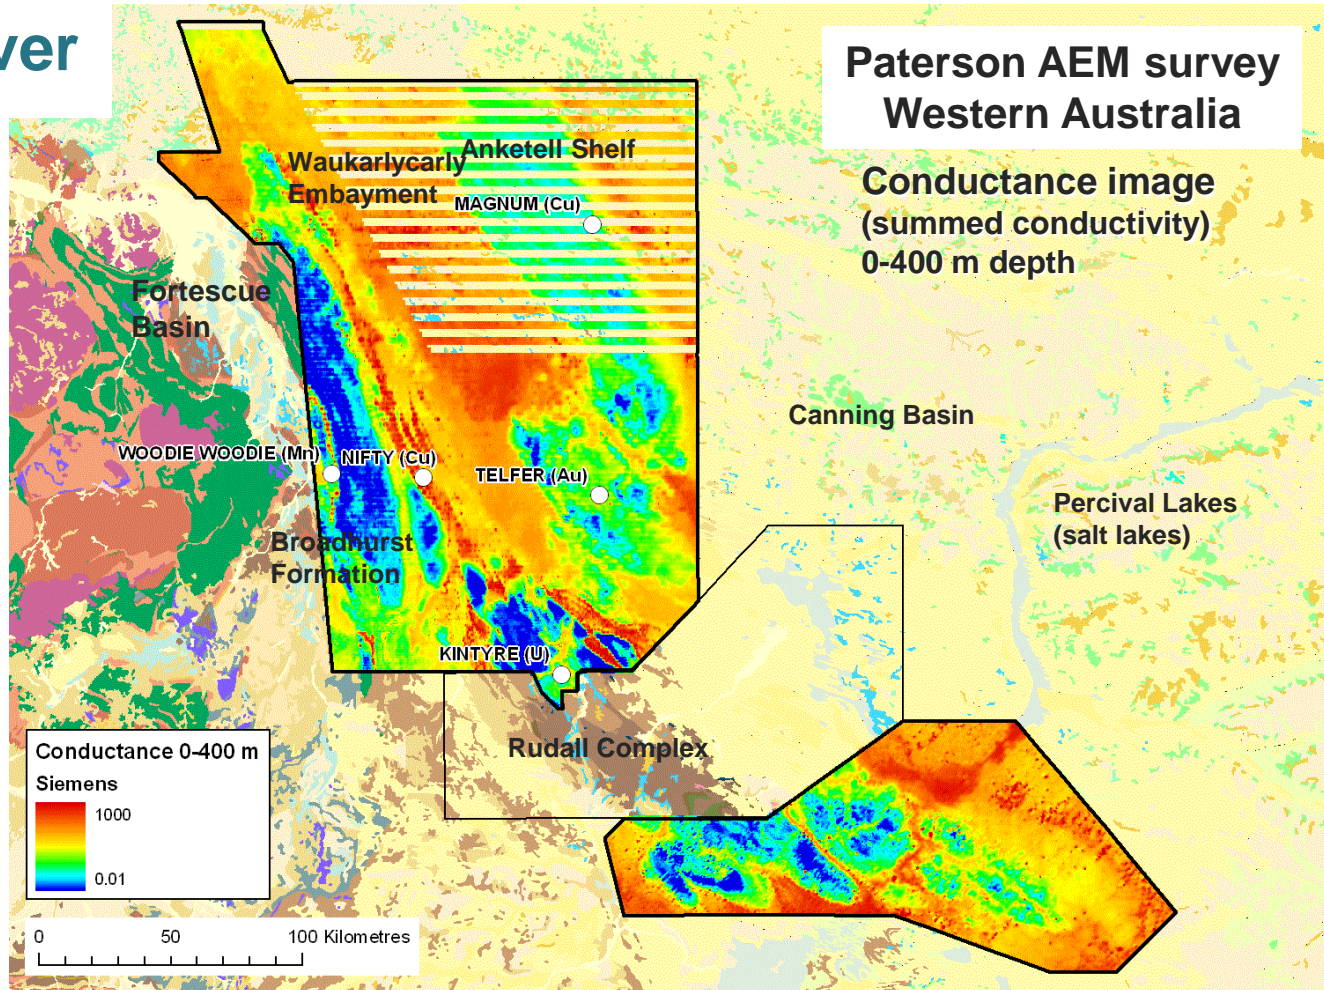 ver
Paterson AEM survey
Western Australia
Conductance image
(summed conductivity)
0-400 m depth
Waukarlycarly
Embayment
Anketell Shelf
MAGNUM (Cu)
Fortescue
Basin
Canning Basin
WOODIE WOODIE (Mn)
NIFTY (Cu)
TELFER (Au)
Percival Lakes
(salt lakes)
Broadhurst
Formation
KINTYRE (U)
Rudall Complex
Conductance 0-400 m
Siemens
1000
0.01
0 50 100 Kilometres